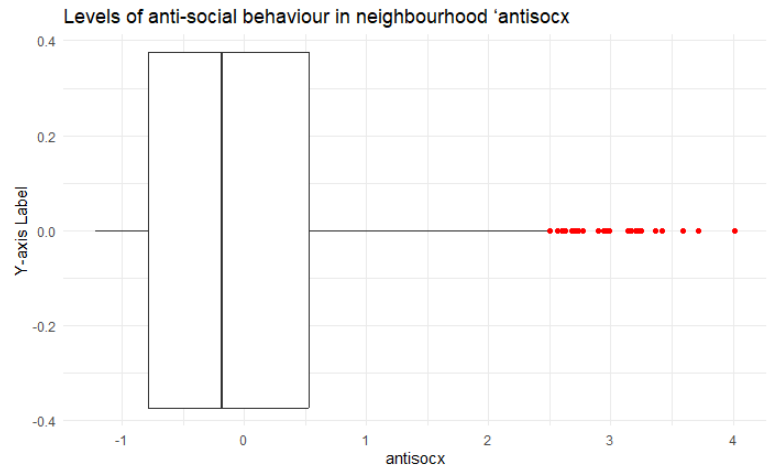 Levels of anti-social behaviour in neighbourhood ‘antisocx
0.4
0.2
0.0
-0.2
-0.4
Y-axis Label
-1 0 1 2 3 4
antisocx